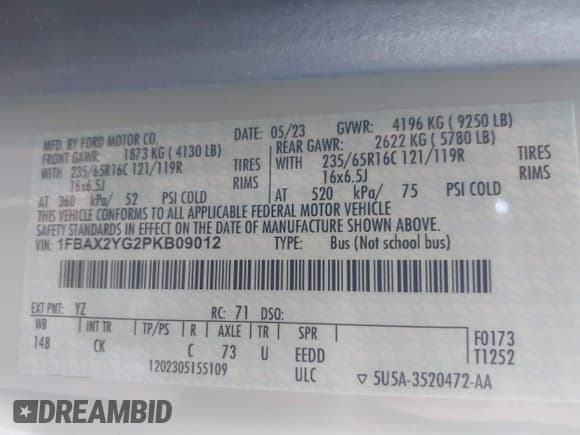 MFD. BY FORD MOTOR CO.
DATE: 05/23 GVWR: 4196 KG ( 9250 LB)
FRONT GAWR: 1873 KG ( 4130 LB) REAR GAWR: 2622 KG ( 5780 LB)
WITH 235/65R16C 121/119R TIRES WITH 235/65R16C 121/119R TIRES
16x6.5J RIMS 16x6.5J RIMS
AT 360 kPa/ 52 PSI COLD AT 520 kPa/ 75 PSI COLD
THIS VEHICLE CONFORMS TO ALL APPLICABLE FEDERAL MOTOR VEHICLE
SAFETY STANDARDS IN EFFECT ON THE DATE OF MANUFACTURE SHOWN ABOVE.
VIN: 1FBAX2YG2PKB09012 TYPE: Bus (Not school bus)
EXT PNT: YZ RC: 71 DSO:
WB INT TR TP/PS R AXLE TR SPR F0173
148 CK C 73 U EEDD T1252
1202305155109 ULC ▽ 5U5A-3520472-AA
DREAMBID